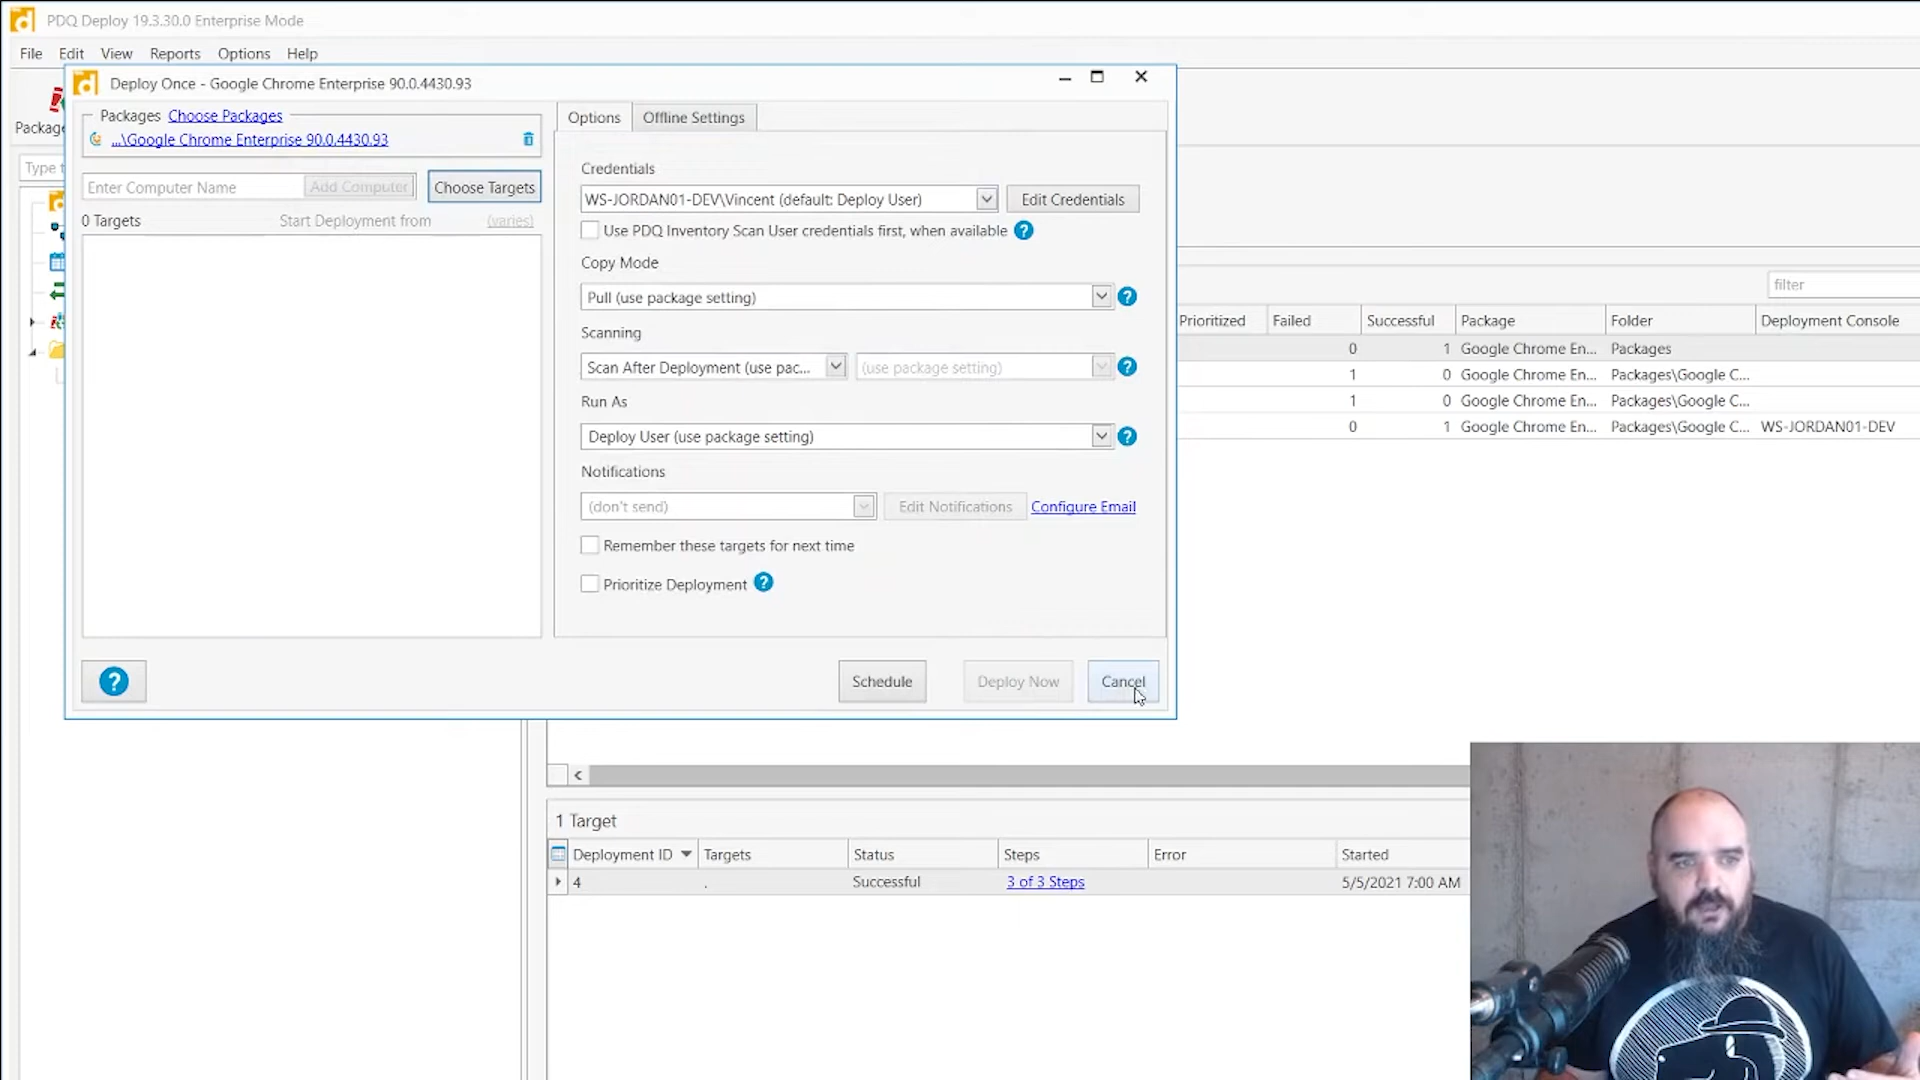 PDQ Deploy 19.3.30.0 Enterprise Mode
File Edit View Reports Options Help
Deploy Once - Google Chrome Enterprise 90.0.4430.93
Packages Choose Packages
...\Google Chrome Enterprise 90.0.4430.93
Enter Computer Name Add Computer Choose Targets
0 Targets Start Deployment from (varies)
Options Offline Settings
Credentials
WS-JORDAN01-DEV\Vincent (default: Deploy User) Edit Credentials
Use PDQ Inventory Scan User credentials first, when available ?
Copy Mode
Pull (use package setting) ?
Scanning
Scan After Deployment (use pac... (use package setting) ?
Run As
Deploy User (use package setting) ?
Notifications
(don't send) Edit Notifications Configure Email
Remember these targets for next time
Prioritize Deployment ?
? Schedule Deploy Now Cancel
filter
Prioritized Failed Successful Package Folder Deployment Console
0 1 Google Chrome En... Packages
1 0 Google Chrome En... Packages\Google C...
1 0 Google Chrome En... Packages\Google C...
0 1 Google Chrome En... Packages\Google C... WS-JORDAN01-DEV
1 Target
Deployment ID Targets Status Steps Error Started
4 . Successful 3 of 3 Steps 5/5/2021 7:00 AM